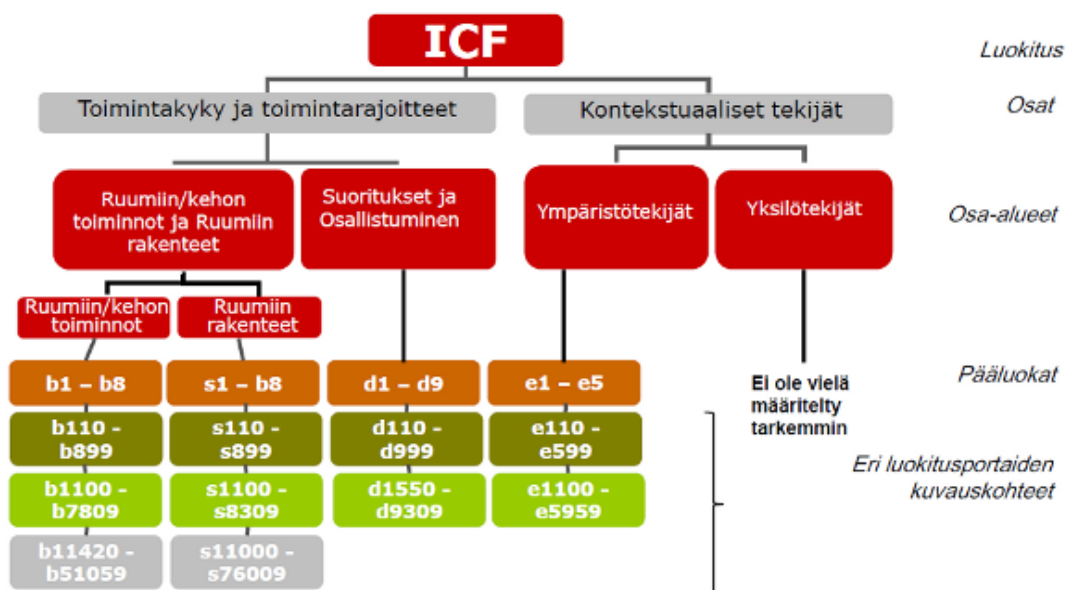 ICF
Luokitus
Toimintakyky ja toimintarajoitteet
Kontekstuaaliset tekijät
Osat
Ruumiin/kehon
toiminnot ja Ruumiin
rakenteet
Suoritukset ja
Osallistuminen
Ympäristötekijät
Yksilötekijät
Osa-alueet
Ruumiin/kehon
toiminnot
Ruumiin
rakenteet
b1 – b8
s1 – b8
d1 – d9
e1 – e5
Ei ole vielä
määritelty
tarkemmin
Pääluokat
b110 -
b899
s110 -
s899
d110 -
d999
e110 -
e599
Eri luokitusportaiden
kuvauskohteet
b1100 -
b7809
s1100 -
s8309
d1550 -
d9309
e1100 -
e5959
b11420 -
b51059
s11000 -
s76009